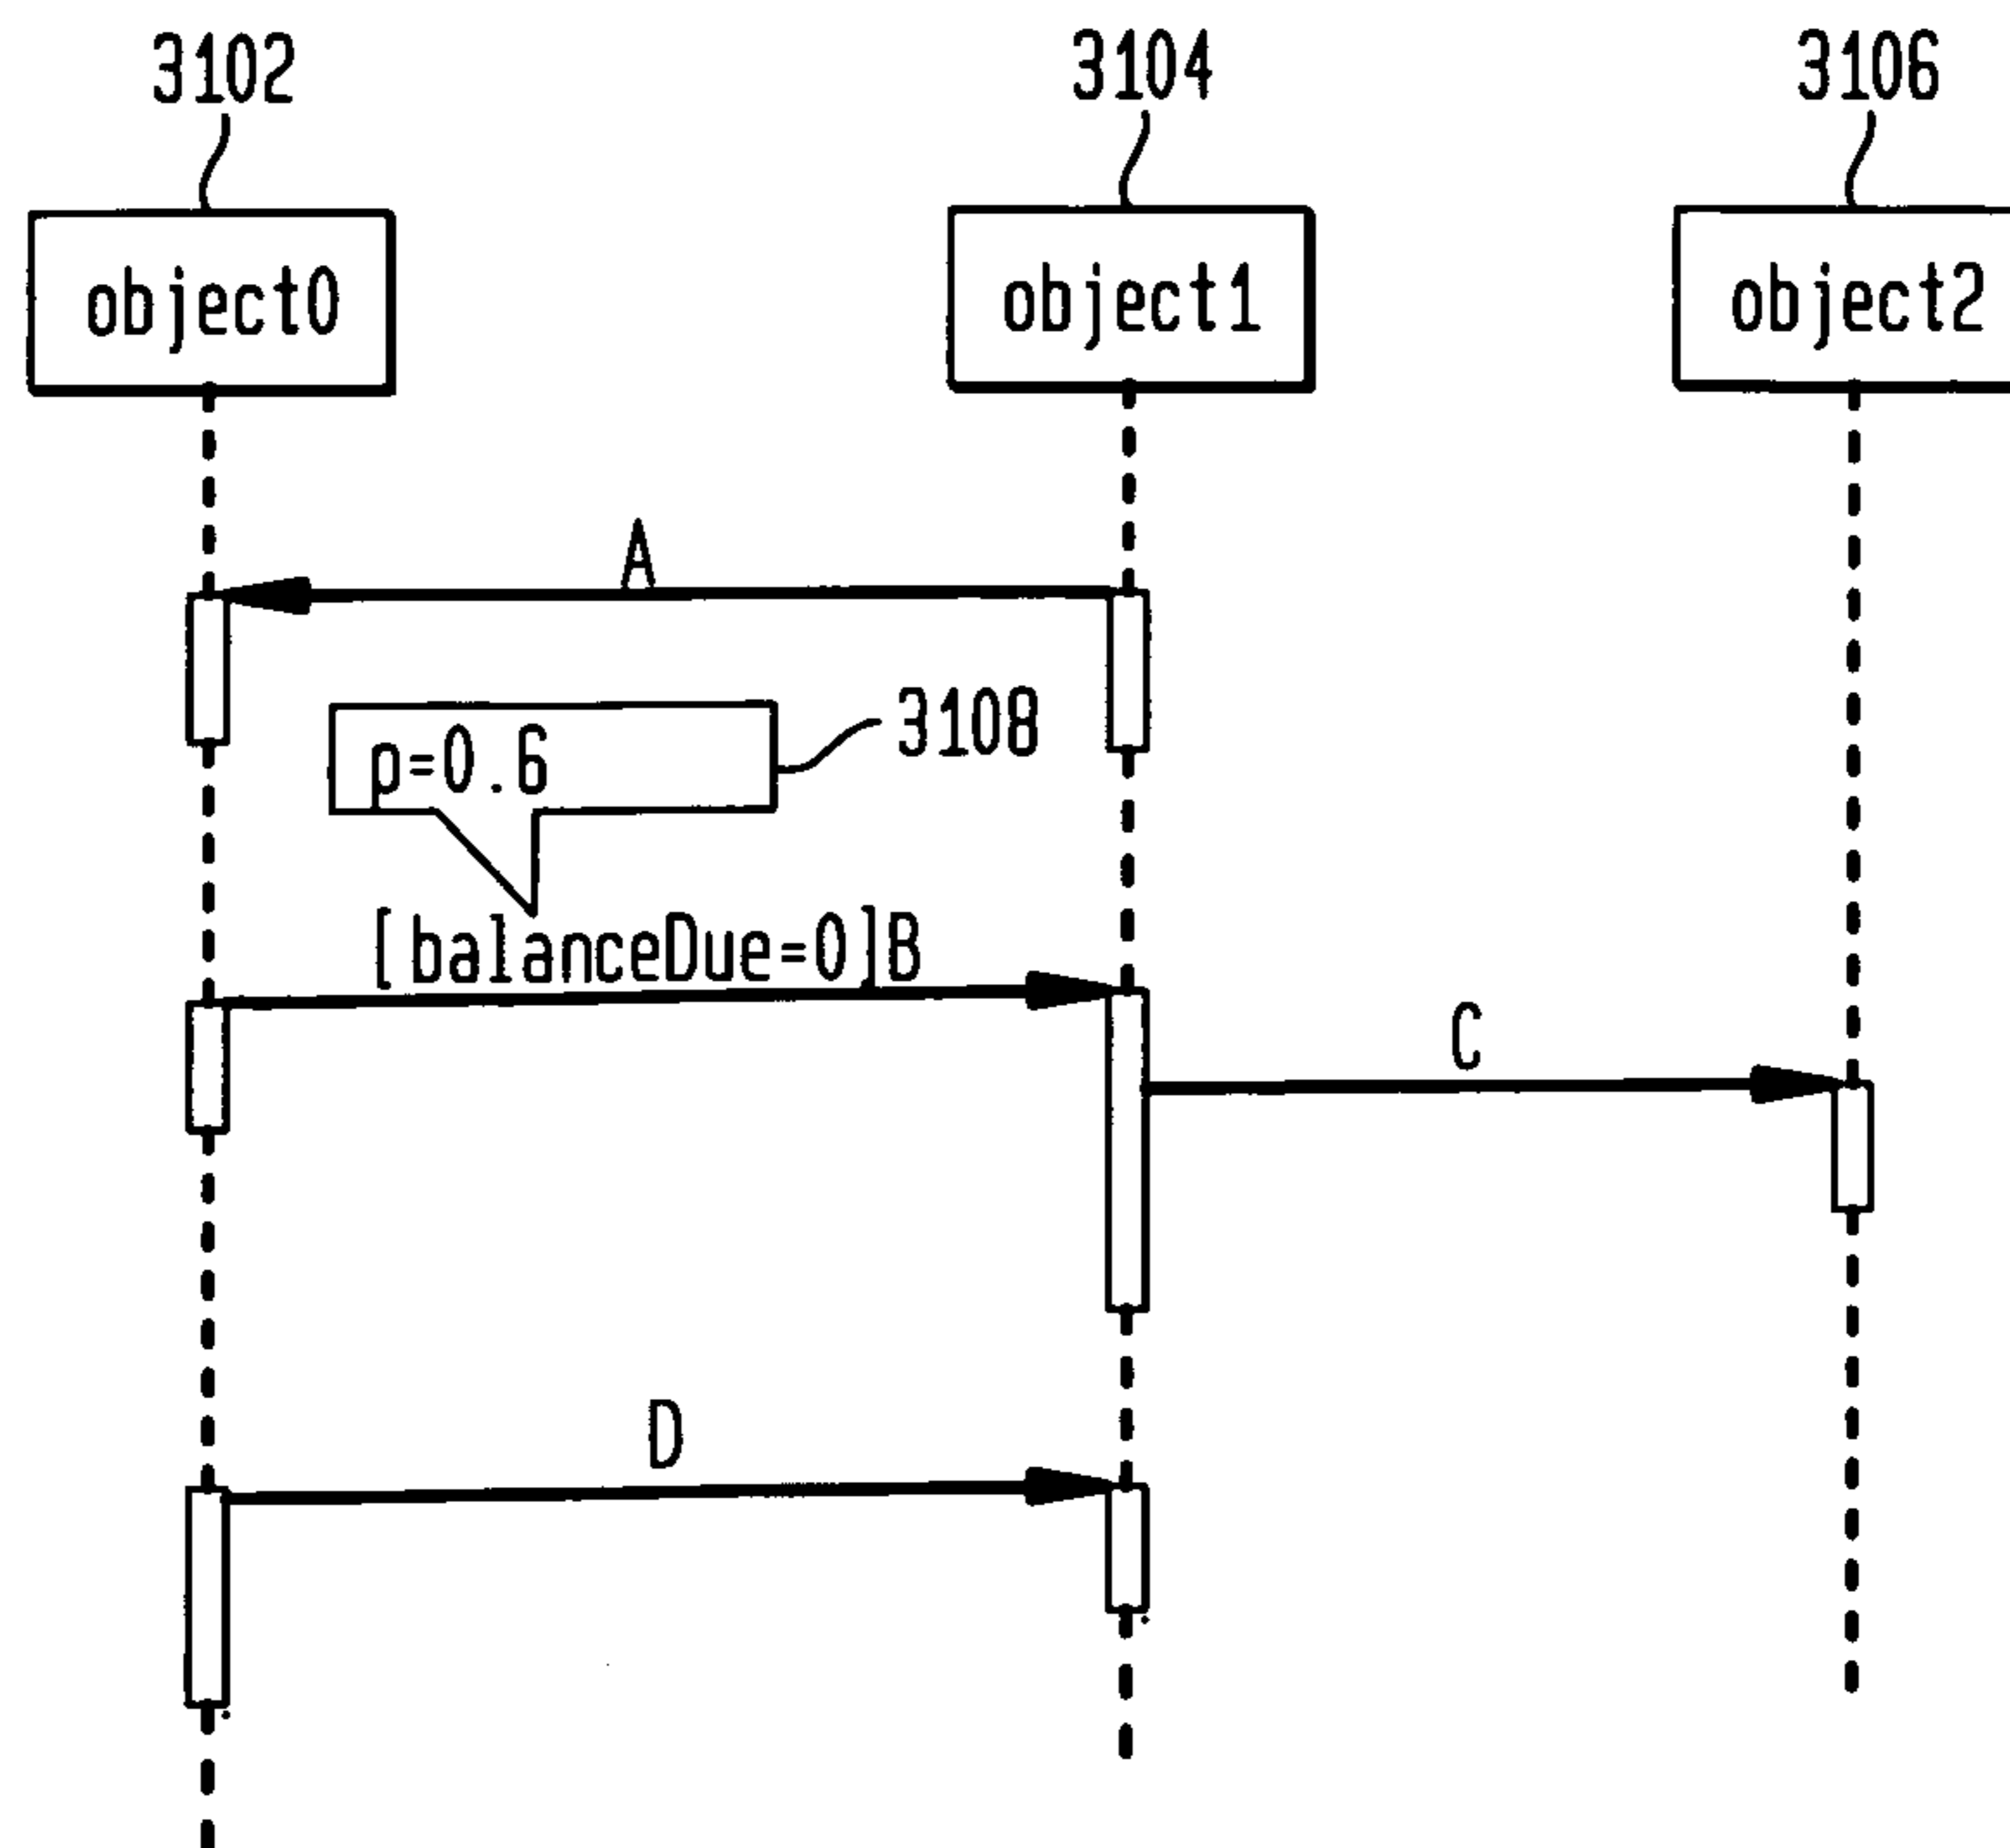 3102
3104
3106
object0
object1
object2
A
p=0.6
3108
[balanceDue=0]B
C
D